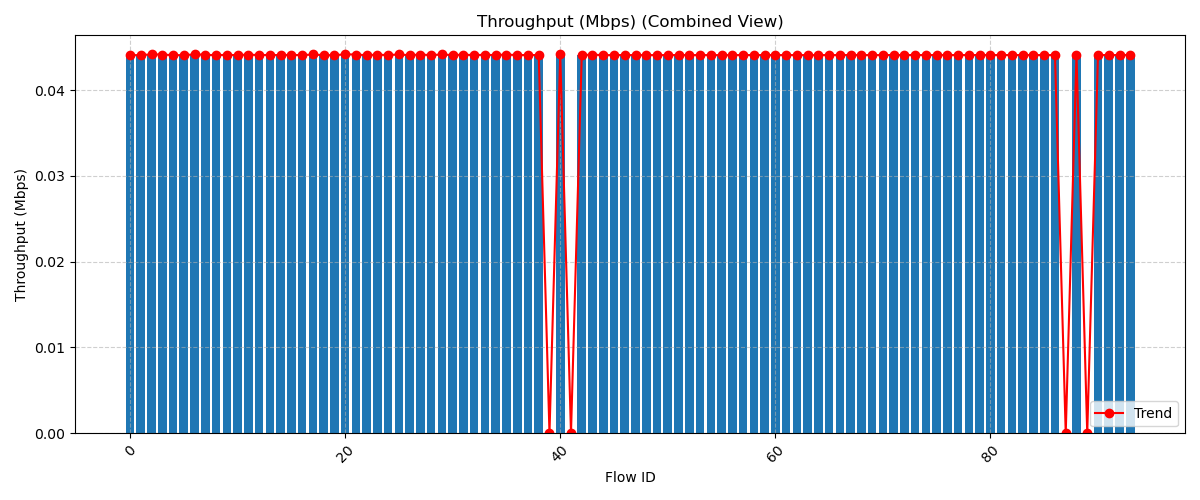 Throughput (Mbps) (Combined View)
Throughput (Mbps)
0.04
0.03
0.02
0.01
0.00
Trend
0
20
40
60
80
Flow ID